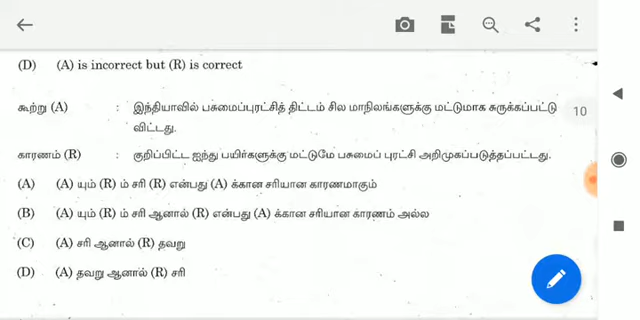 (D) (A) is incorrect but (R) is correct
கூற்று (A) : இந்தியாவில் பசுமைப்புரட்சித் திட்டம் சில மாநிலங்களுக்கு மட்டுமாக சுருக்கப்பட்டு
விட்டது.
10
காரணம் (R) : குறிப்பிட்ட ஐந்து பயிர்களுக்கு மட்டுமே பசுமைப் புரட்சி அறிமுகப்படுத்தப்பட்டது.
(A) (A) யும் (R) ம் சரி (R) என்பது (A) க்கான சரியான காரணமாகும்
(B) (A) யும் (R) ம் சரி ஆனால் (R) என்பது (A) க்கான சரியான காரணம் அல்ல
(C) (A) சரி ஆனால் (R) தவறு
(D) (A) தவறு ஆனால் (R) சரி